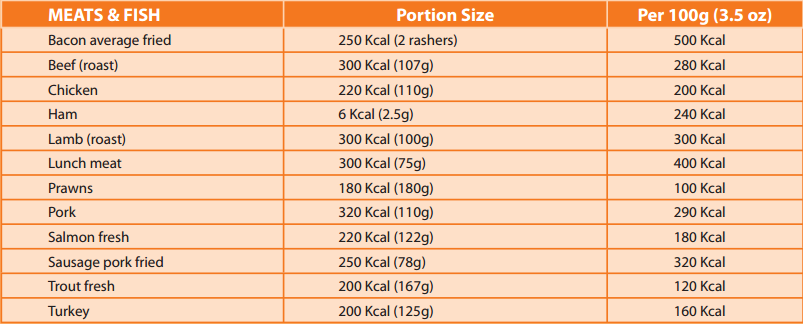 MEATS & FISH Portion Size Per 100g (3.5 oz)
Bacon average fried 250 Kcal (2 rashers) 500 Kcal
Beef (roast) 300 Kcal (107g) 280 Kcal
Chicken 220 Kcal (110g) 200 Kcal
Ham 6 Kcal (2.5g) 240 Kcal
Lamb (roast) 300 Kcal (100g) 300 Kcal
Lunch meat 300 Kcal (75g) 400 Kcal
Prawns 180 Kcal (180g) 100 Kcal
Pork 320 Kcal (110g) 290 Kcal
Salmon fresh 220 Kcal (122g) 180 Kcal
Sausage pork fried 250 Kcal (78g) 320 Kcal
Trout fresh 200 Kcal (167g) 120 Kcal
Turkey 200 Kcal (125g) 160 Kcal